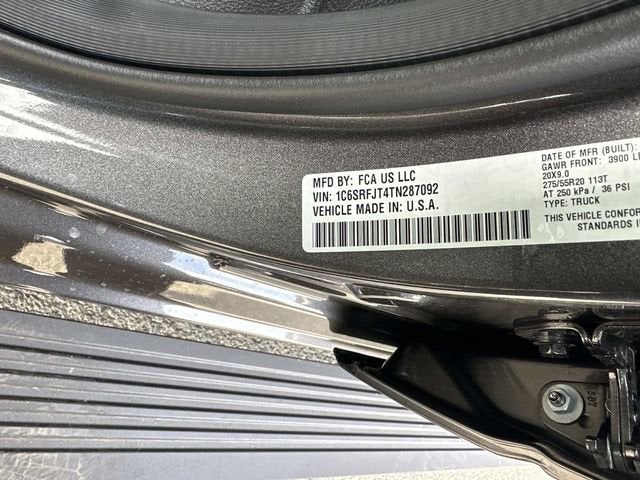 MFD BY: FCA US LLC
VIN: 1C6SRFJT4TN287092
VEHICLE MADE IN: U.S.A.
DATE OF MFR (BUILT):
GAWR FRONT: 3900
20X9.0
275/55R20 113T
AT 250 kPa / 36 PSI
TYPE: TRUCK
THIS VEHICLE CONFOR
STANDARDS